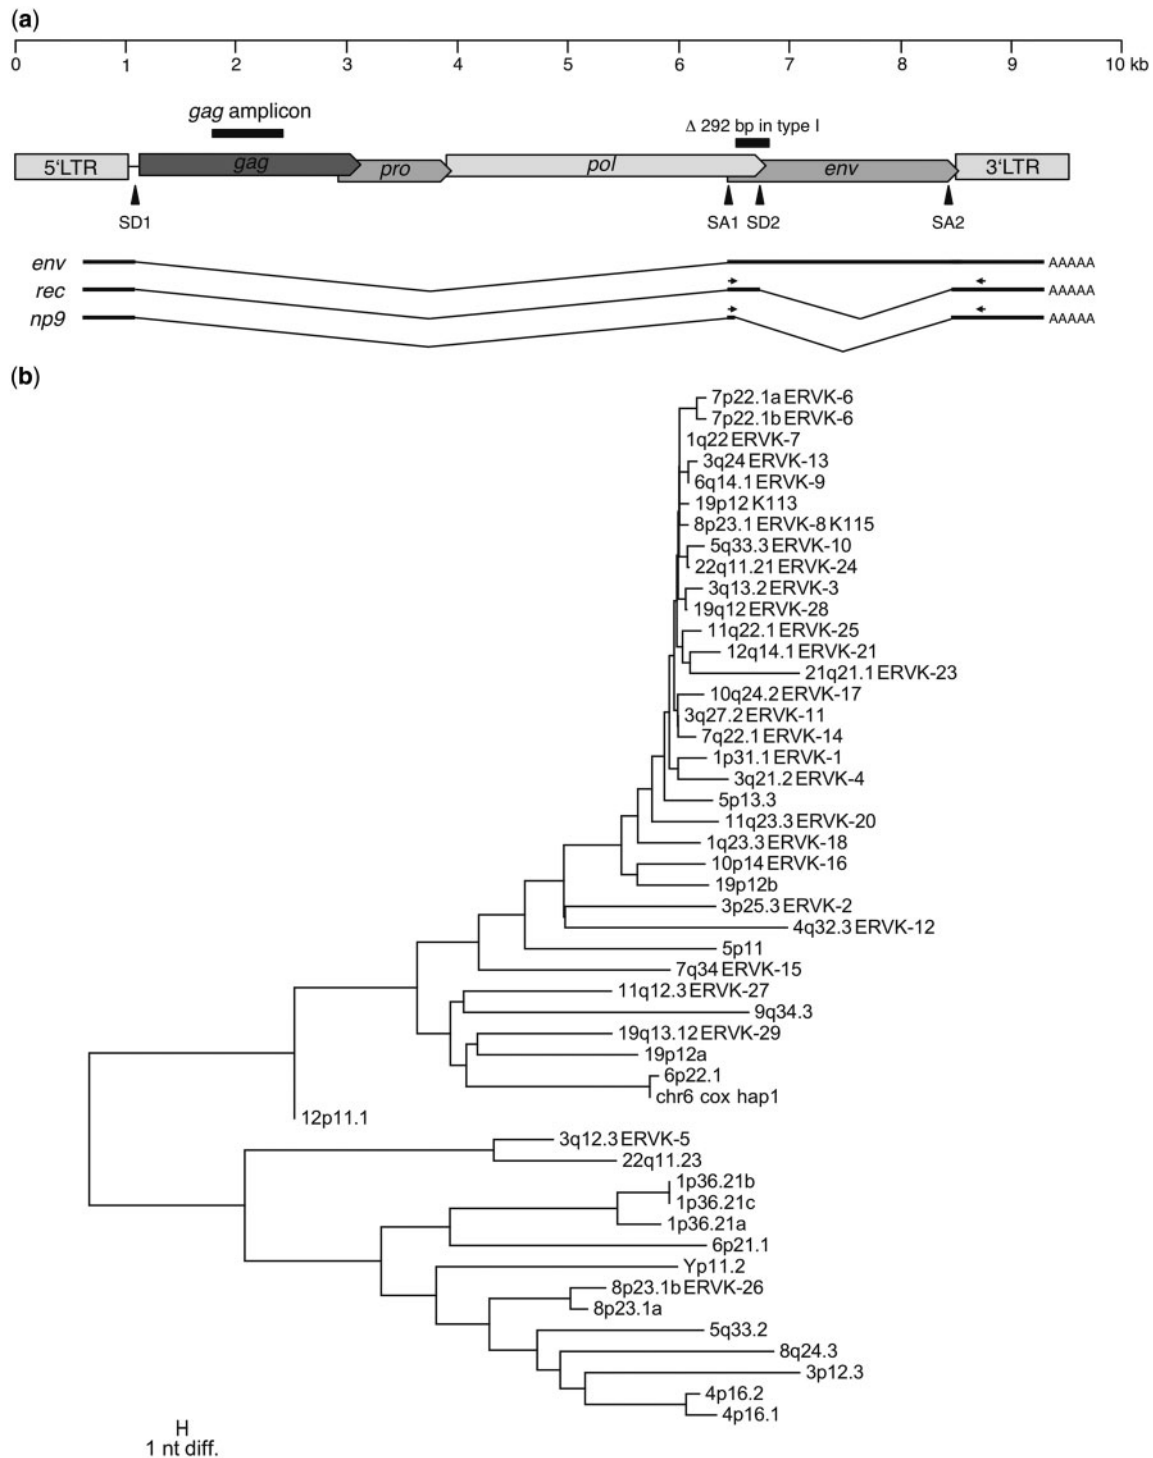 (a)
0 1 2 3 4 5 6 7 8 9 10 kb
gag amplicon
Δ 292 bp in type I
5‘LTR gag pro pol env 3‘LTR
SD1 SA1 SD2 SA2
env AAAAA
rec AAAAA
np9 AAAAA
(b)
7p22.1a ERVK-6
7p22.1b ERVK-6
1q22 ERVK-7
3q24 ERVK-13
6q14.1 ERVK-9
19p12 K113
8p23.1 ERVK-8 K115
5q33.3 ERVK-10
22q11.21 ERVK-24
3q13.2 ERVK-3
19q12 ERVK-28
11q22.1 ERVK-25
12q14.1 ERVK-21
21q21.1 ERVK-23
10q24.2 ERVK-17
3q27.2 ERVK-11
7q22.1 ERVK-14
1p31.1 ERVK-1
3q21.2 ERVK-4
5p13.3
11q23.3 ERVK-20
1q23.3 ERVK-18
10p14 ERVK-16
19p12b
3p25.3 ERVK-2
4q32.3 ERVK-12
5p11
7q34 ERVK-15
11q12.3 ERVK-27
9q34.3
19q13.12 ERVK-29
19p12a
6p22.1
chr6 cox hap1
12p11.1
3q12.3 ERVK-5
22q11.23
1p36.21b
1p36.21c
1p36.21a
6p21.1
Yp11.2
8p23.1b ERVK-26
8p23.1a
5q33.2
8q24.3
3p12.3
4p16.2
4p16.1
1 nt diff.